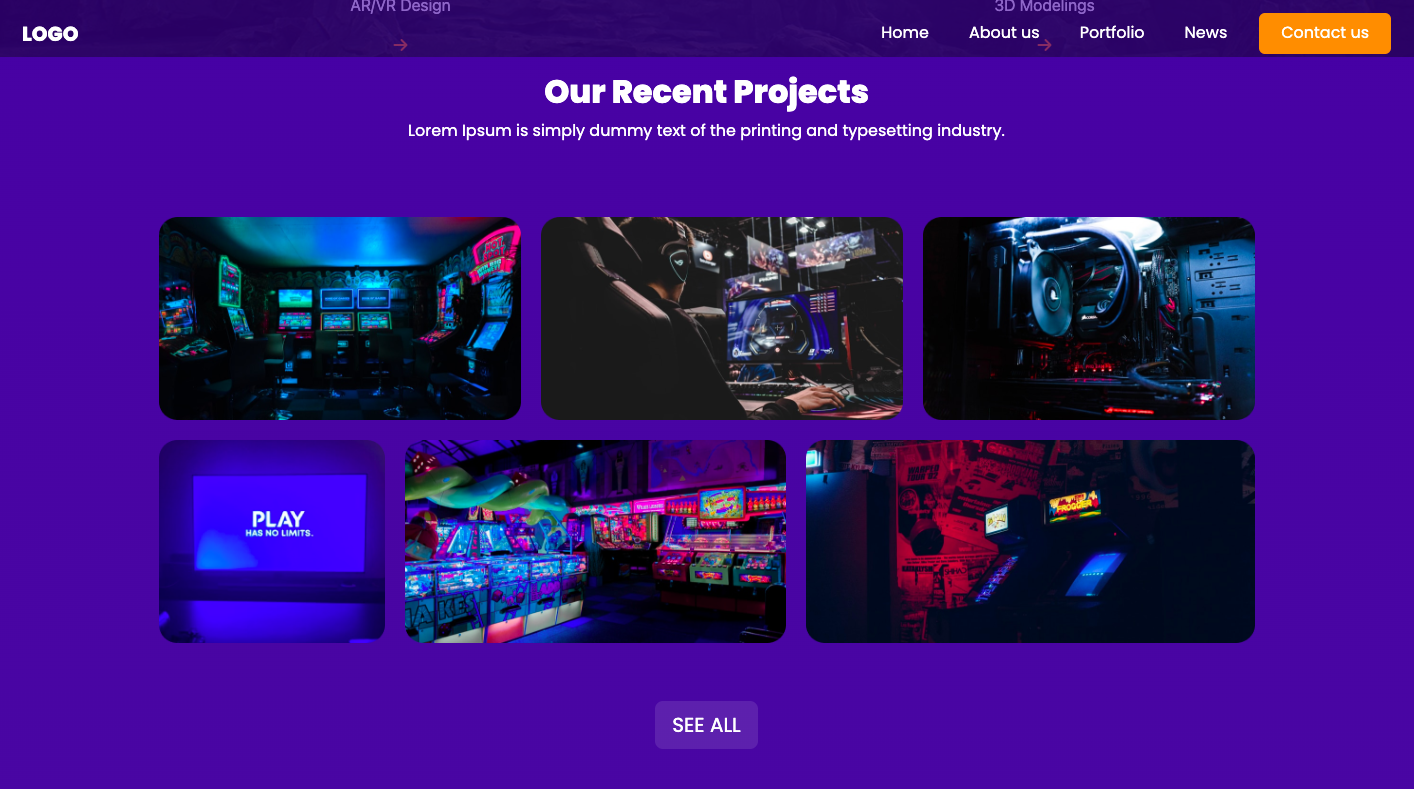 AR/VR Design
3D Modelings
LOGO
Home
About us
Portfolio
News
Contact us
Our Recent Projects
Lorem Ipsum is simply dummy text of the printing and typesetting industry.
PLAY
HAS NO LIMITS.
FROGGER
SEE ALL